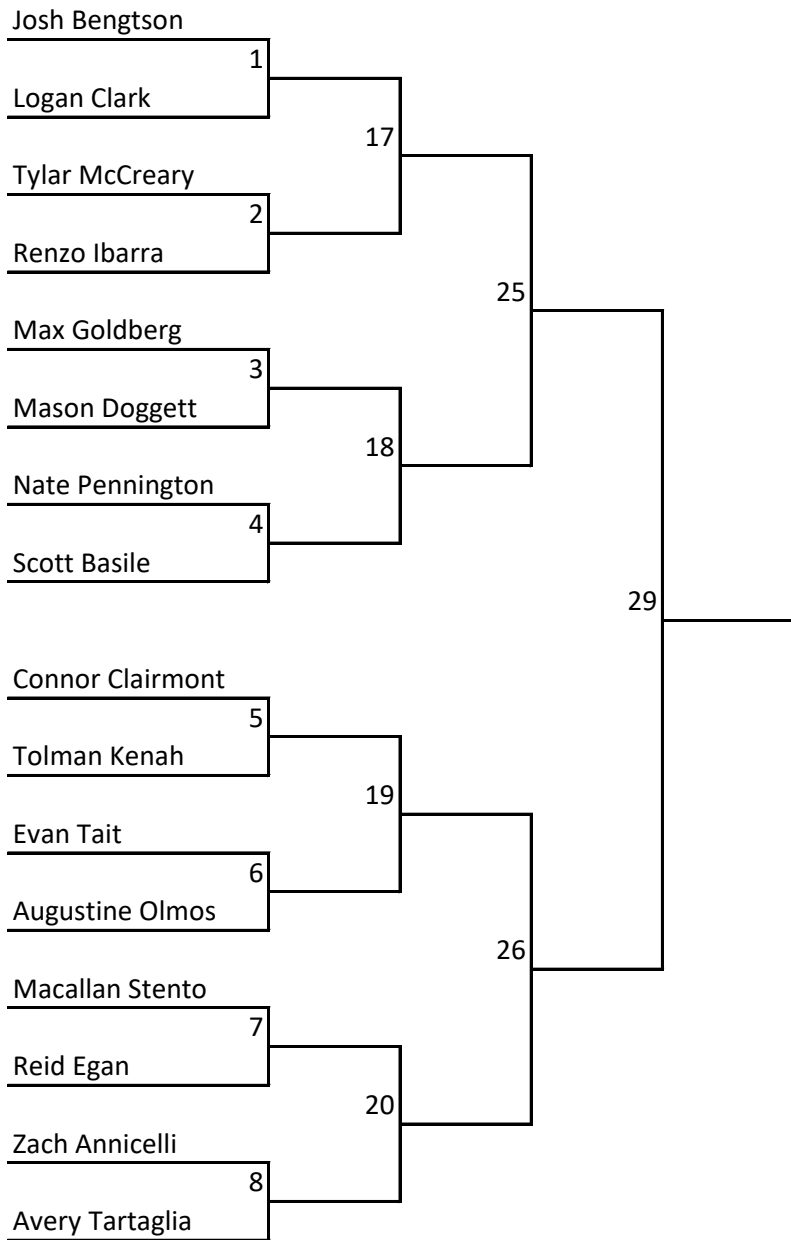 Josh Bengtson
1
Logan Clark
17
Tylar McCreary
2
Renzo Ibarra
25
Max Goldberg
3
Mason Doggett
18
Nate Pennington
4
Scott Basile
29
Connor Clairmont
5
Tolman Kenah
19
Evan Tait
6
Augustine Olmos
26
Macallan Stento
7
Reid Egan
20
Zach Annicelli
8
Avery Tartaglia